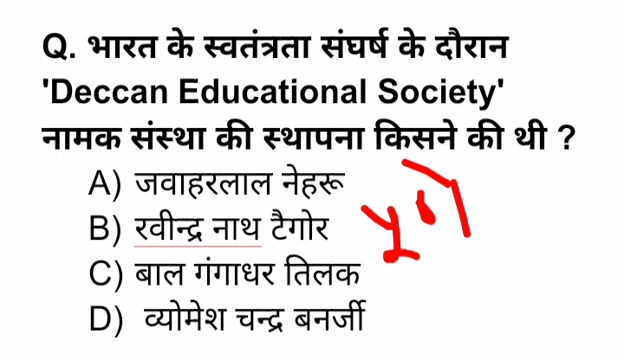 Q. भारत के स्वतंत्रता संघर्ष के दौरान
'Deccan Educational Society'
नामक संस्था की स्थापना किसने की थी ?
A) जवाहरलाल नेहरू
B) रवीन्द्र नाथ टैगोर
C) बाल गंगाधर तिलक
D) व्योमेश चन्द्र बनर्जी